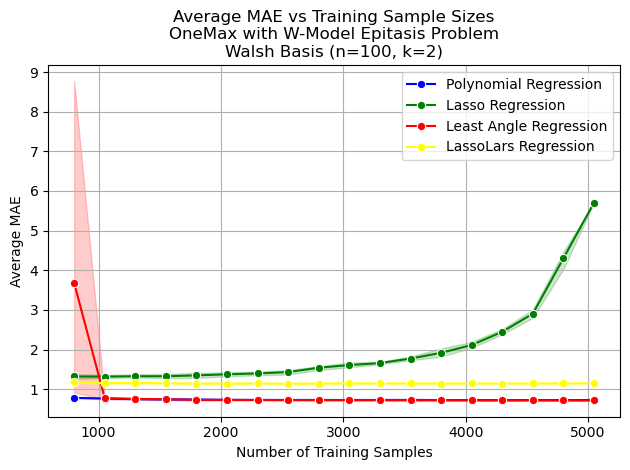 Average MAE vs Training Sample Sizes
OneMax with W-Model Epitasis Problem
Walsh Basis (n=100, k=2)
Polynomial Regression
Lasso Regression
Least Angle Regression
LassoLars Regression
Average MAE
9
8
7
6
5
4
3
2
1
1000 2000 3000 4000 5000
Number of Training Samples